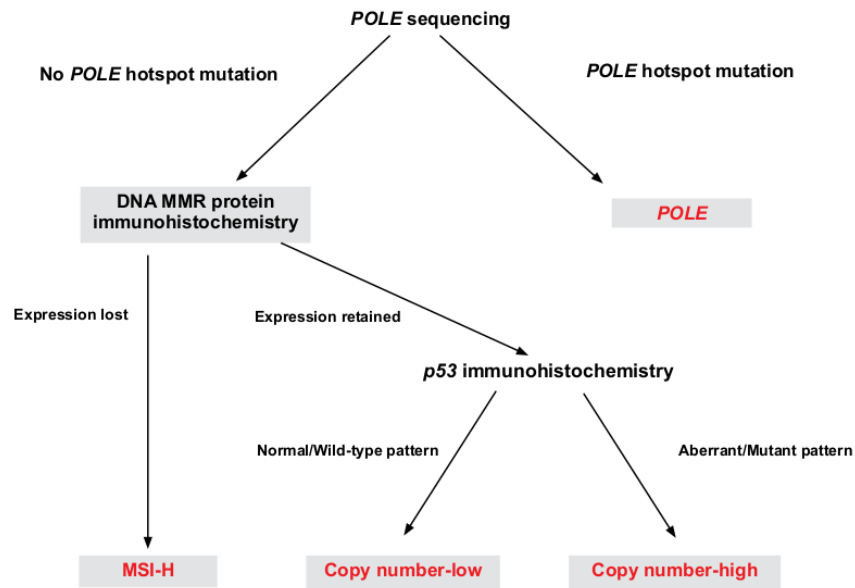 POLE sequencing
No POLE hotspot mutation
POLE hotspot mutation
DNA MMR protein
immunohistochemistry
POLE
Expression lost
Expression retained
p53 immunohistochemistry
Normal/Wild-type pattern
Aberrant/Mutant pattern
MSI-H
Copy number-low
Copy number-high